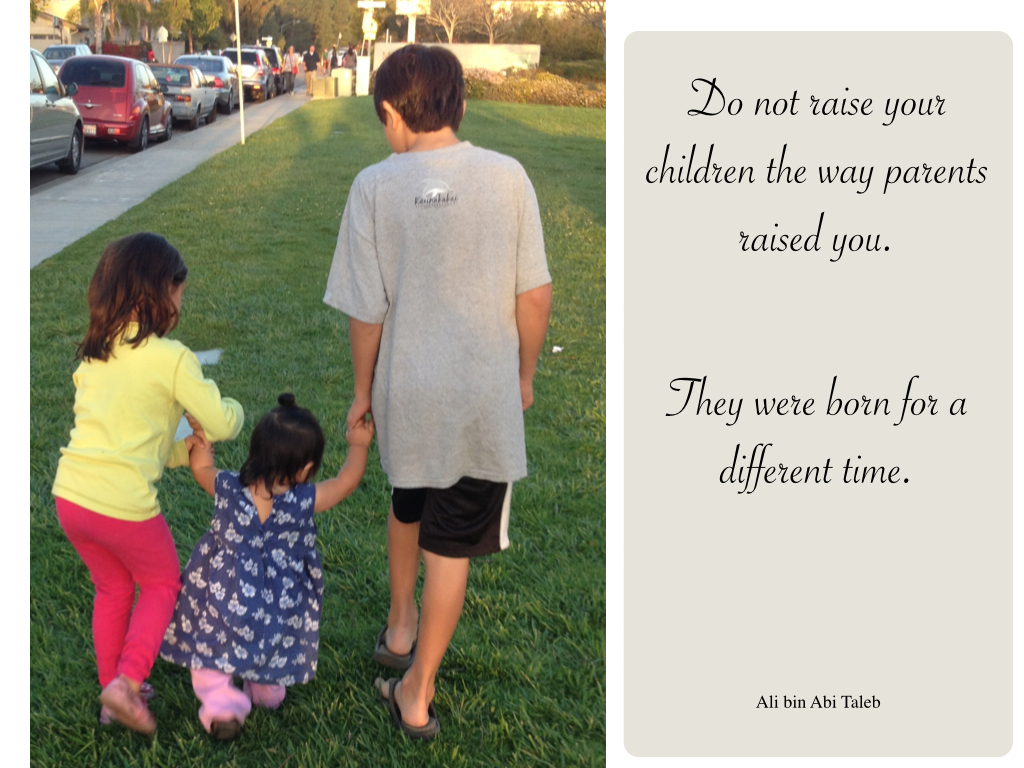 Do not raise your
children the way parents
raised you.
They were born for a
different time.
Ali bin Abi Taleb